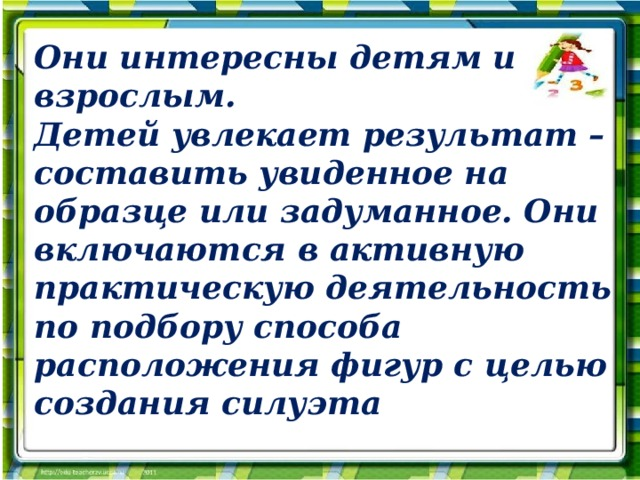 Они интересны детям и
взрослым.
Детей увлекает результат –
составить увиденное на
образце или задуманное. Они
включаются в активную
практическую деятельность
по подбору способа
расположения фигур с целью
создания силуэта